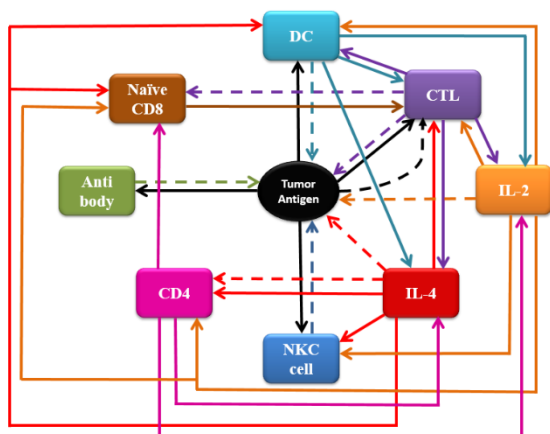 DC
Naïve
CD8
CTL
Anti
body
Tumor
Antigen
IL-2
CD4
IL-4
NKC
cell